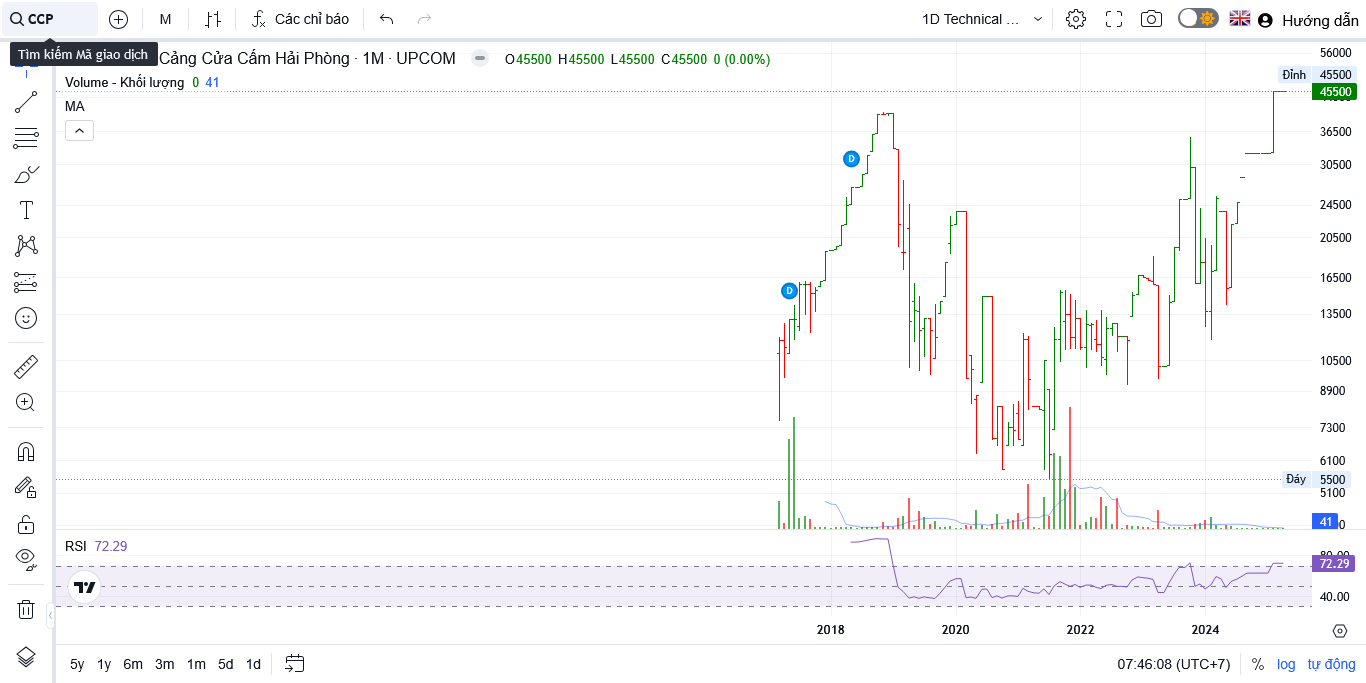 CCP
M
Các chỉ báo
1D Technical ...
Hướng dẫn
Tìm kiếm Mã giao dịch
Cảng Cửa Cấm Hải Phòng · 1M · UPCOM
O45500 H45500 L45500 C45500 0 (0.00%)
Volume - Khối lượng 0 41
MA
56000
Đỉnh 45500
45500
36500
30500
24500
20500
16500
13500
10500
8900
7300
6100
Đáy 5500
5100
41
D
D
RSI 72.29
80.00
72.29
40.00
2018 2020 2022 2024
5y 1y 6m 3m 1m 5d 1d
07:46:08 (UTC+7) % log tự động